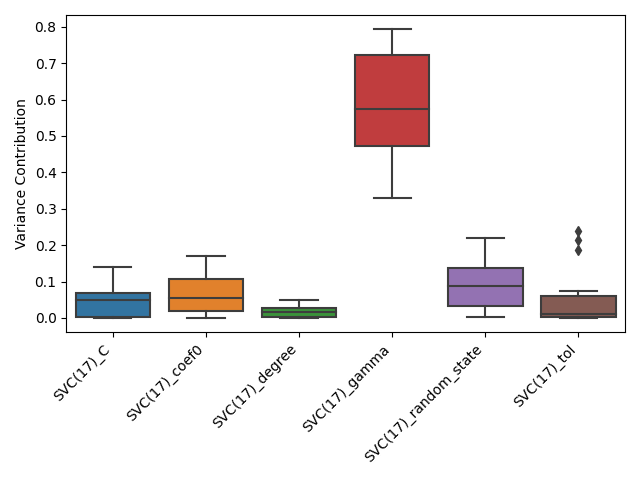 Variance Contribution
0.8
0.7
0.6
0.5
0.4
0.3
0.2
0.1
0.0
SVC(17)_C
SVC(17)_coef0
SVC(17)_degree
SVC(17)_gamma
SVC(17)_random_state
SVC(17)_tol